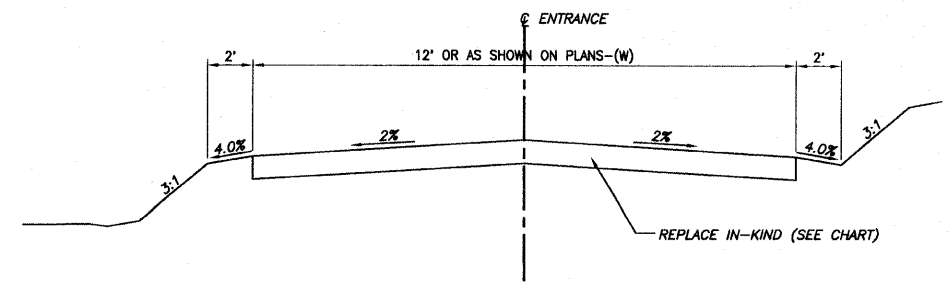 ℄ ENTRANCE
2'
12' OR AS SHOWN ON PLANS-(W)
2'
4.0%
2%
2%
4.0%
3:1
3:1
REPLACE IN-KIND (SEE CHART)